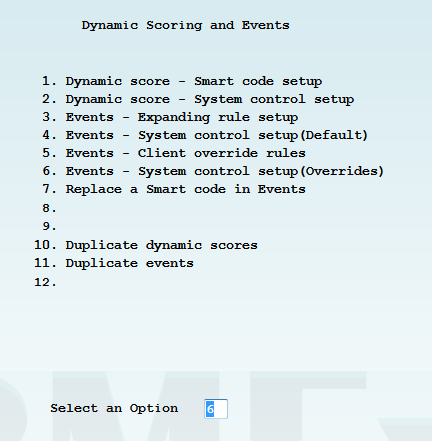 Dynamic Scoring and Events
1. Dynamic score - Smart code setup
2. Dynamic score - System control setup
3. Events - Expanding rule setup
4. Events - System control setup(Default)
5. Events - Client override rules
6. Events - System control setup(Overrides)
7. Replace a Smart code in Events
8.
9.
10. Duplicate dynamic scores
11. Duplicate events
12.
Select an Option 6